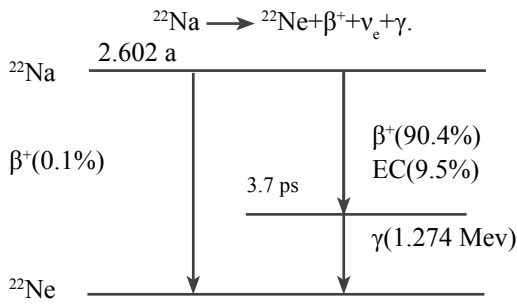 ²²Na ⟶ ²²Ne+β⁺+νₑ+γ.
2.602 a
²²Na
β⁺(90.4%)
β⁺(0.1%)
EC(9.5%)
3.7 ps
γ(1.274 Mev)
²²Ne